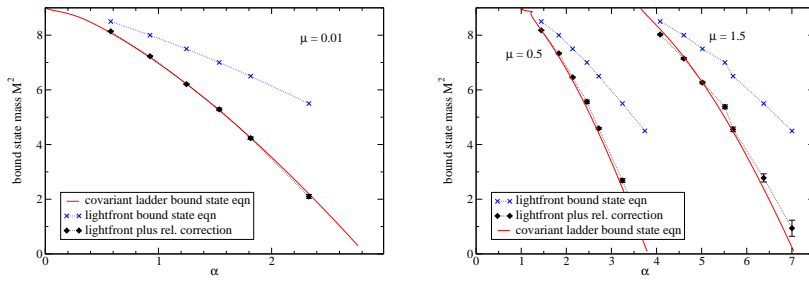 bound state mass M²
8
6
4
2
0
0
1
2
α
μ = 0.01
covariant ladder bound state eqn
lightfront bound state eqn
lightfront plus rel. correction
bound state mass M²
8
6
4
2
0
0
1
2
3
4
5
6
7
α
μ = 0.5
μ = 1.5
lightfront bound state eqn
lightfront plus rel. correction
covariant ladder bound state eqn